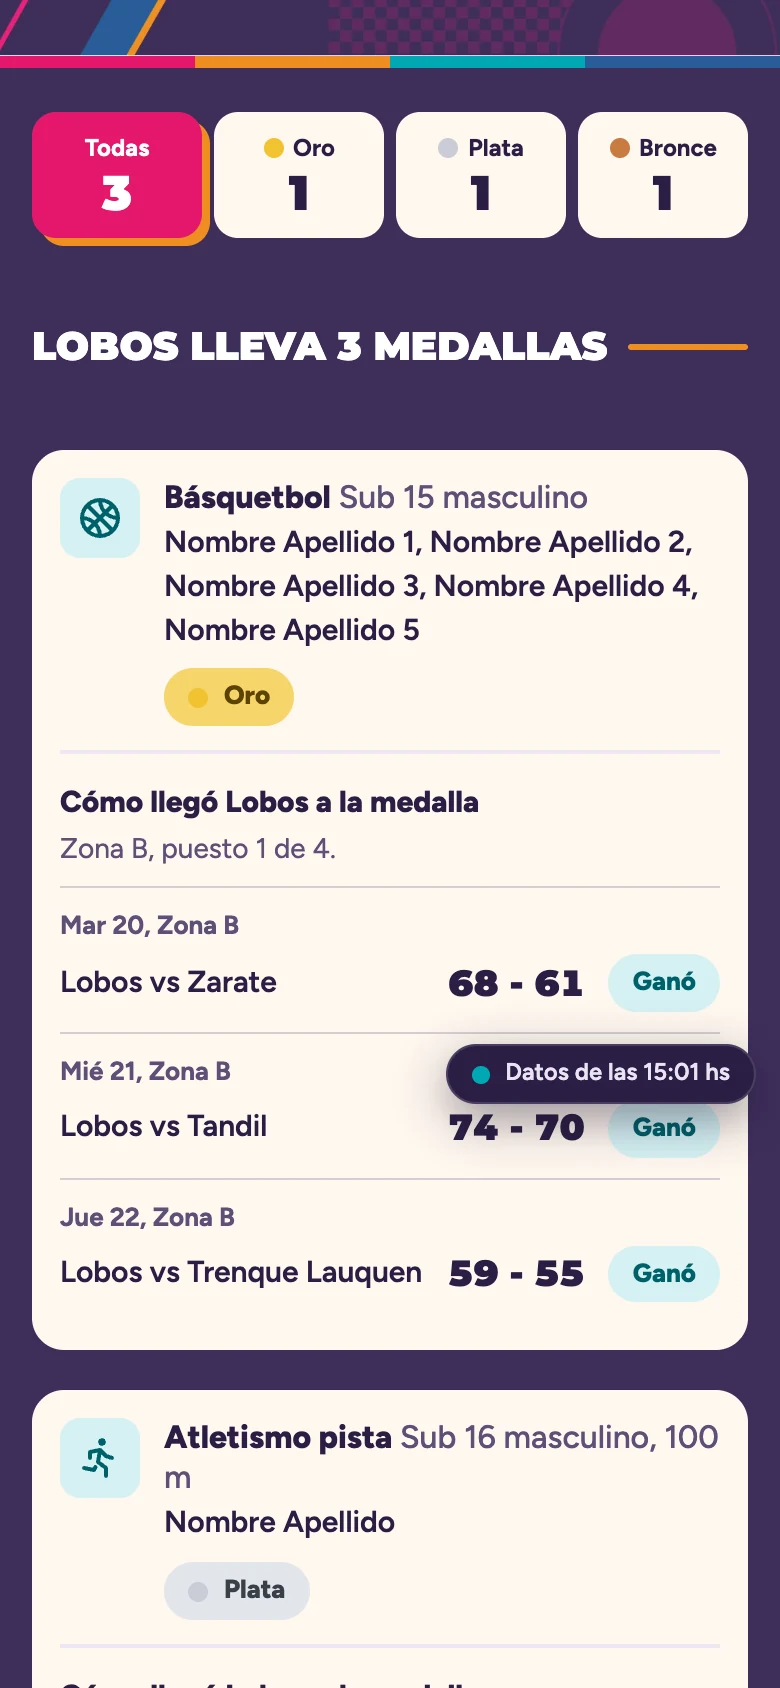 Todas
3
Oro
1
Plata
1
Bronce
1
LOBOS LLEVA 3 MEDALLAS
Básquetbol Sub 15 masculino
Nombre Apellido 1, Nombre Apellido 2,
Nombre Apellido 3, Nombre Apellido 4,
Nombre Apellido 5
Oro
Cómo llegó Lobos a la medalla
Zona B, puesto 1 de 4.
Mar 20, Zona B
Lobos vs Zarate 68 - 61 Ganó
Mié 21, Zona B
Datos de las 15:01 hs
Lobos vs Tandil 74 - 70 Ganó
Jue 22, Zona B
Lobos vs Trenque Lauquen 59 - 55 Ganó
Atletismo pista Sub 16 masculino, 100
m
Nombre Apellido
Plata